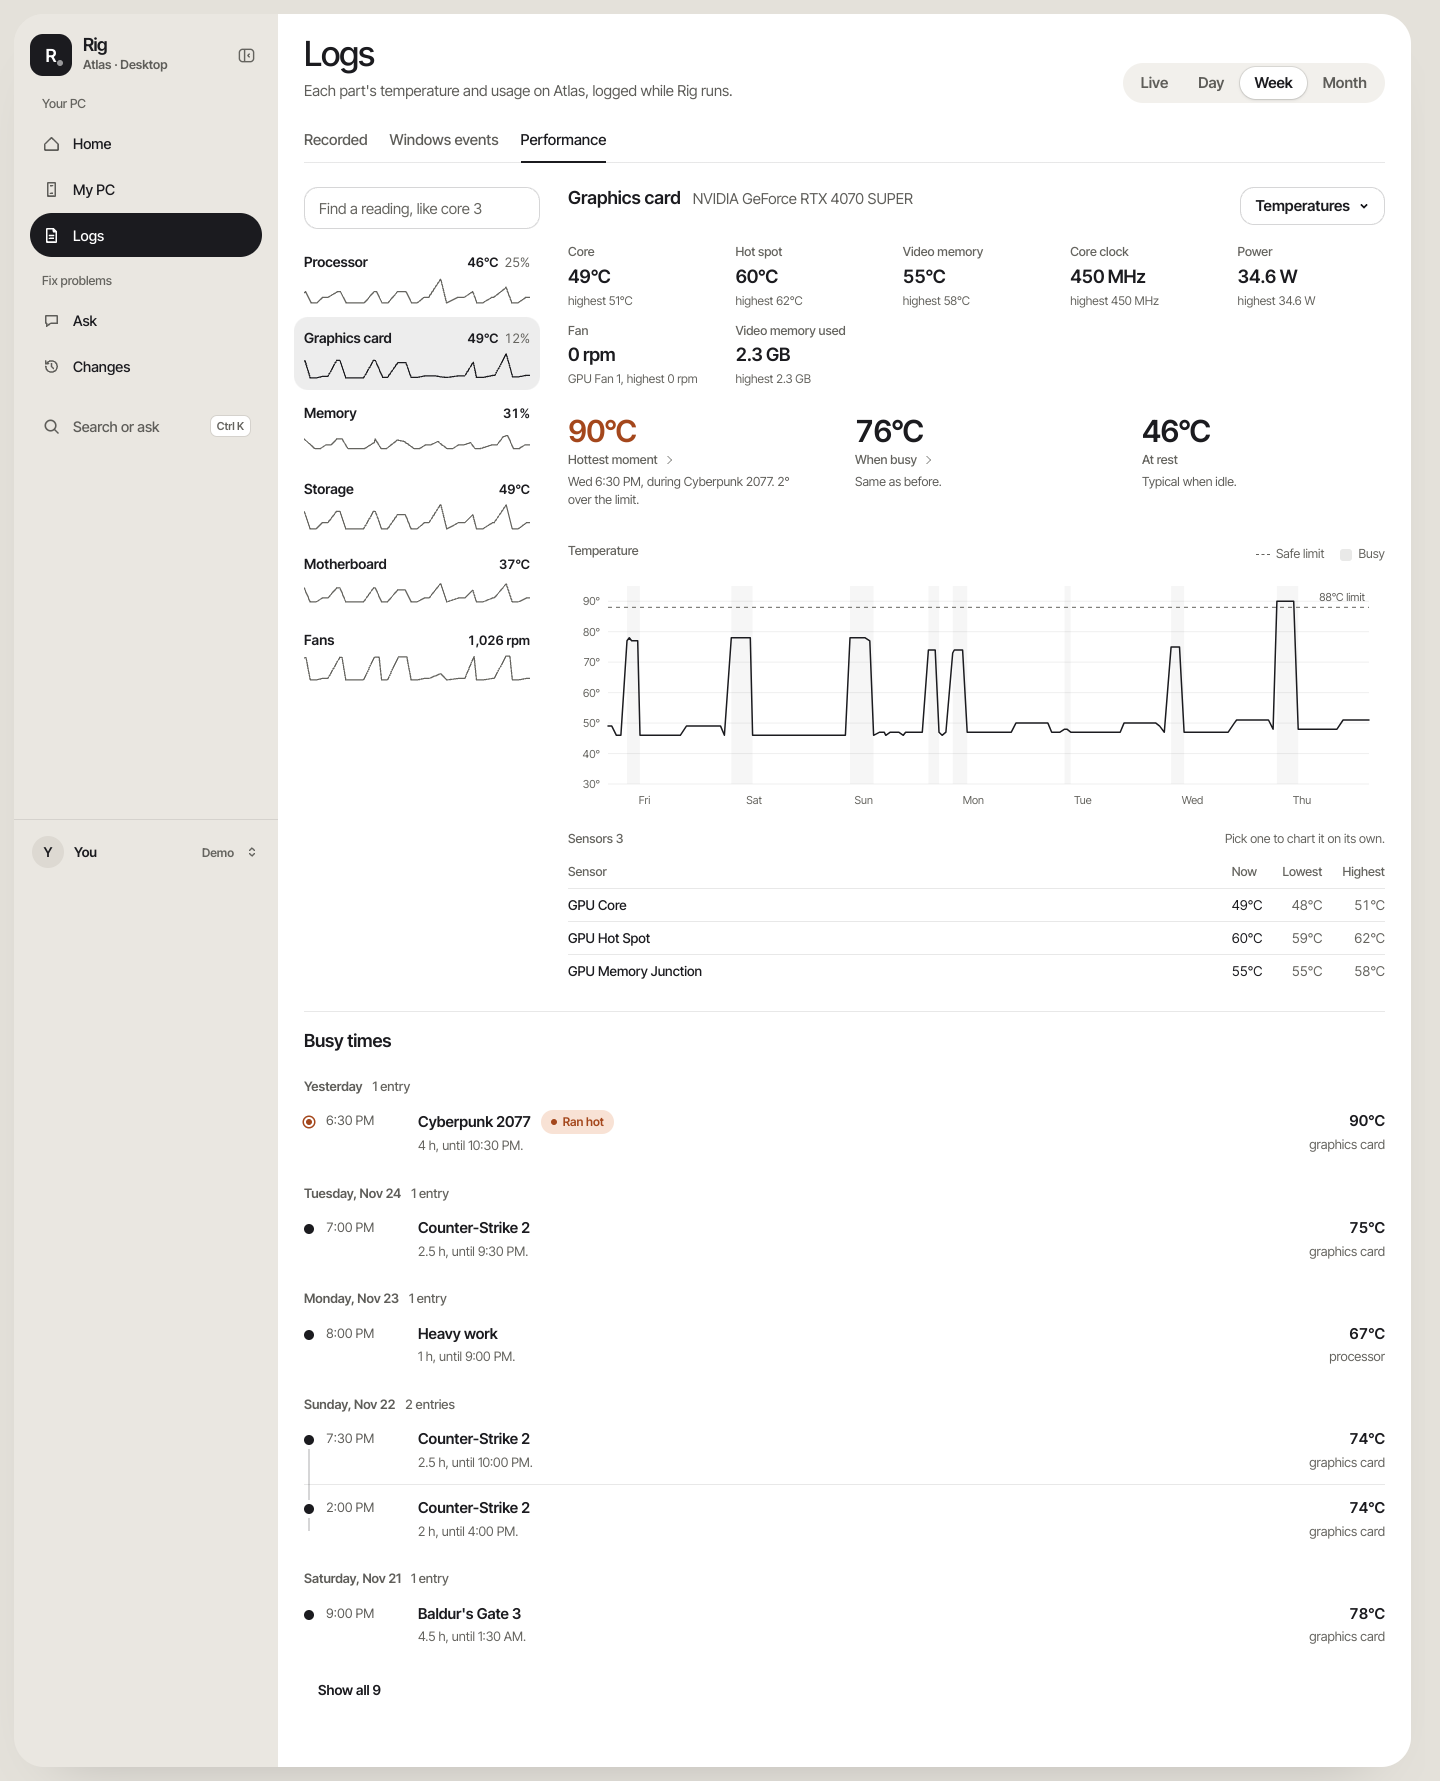 R
Rig
Atlas · Desktop
Your PC
Home
My PC
Logs
Fix problems
Ask
Changes
Search or ask
Ctrl K
Y
You
Demo
Logs
Each part's temperature and usage on Atlas, logged while Rig runs.
Live
Day
Week
Month
Recorded
Windows events
Performance
Find a reading, like core 3
Processor 46°C 25%
Graphics card 49°C 12%
Memory 31%
Storage 49°C
Motherboard 37°C
Fans 1,026 rpm
Graphics card NVIDIA GeForce RTX 4070 SUPER
Temperatures
Core
49°C
highest 51°C
Hot spot
60°C
highest 62°C
Video memory
55°C
highest 58°C
Core clock
450 MHz
highest 450 MHz
Power
34.6 W
highest 34.6 W
Fan
0 rpm
GPU Fan 1, highest 0 rpm
Video memory used
2.3 GB
highest 2.3 GB
90°C
Hottest moment
Wed 6:30 PM, during Cyberpunk 2077. 2°
over the limit.
76°C
When busy
Same as before.
46°C
At rest
Typical when idle.
Temperature
Safe limit
Busy
88°C limit
90°
80°
70°
60°
50°
40°
30°
Fri
Sat
Sun
Mon
Tue
Wed
Thu
Sensors 3
Pick one to chart it on its own.
Sensor Now Lowest Highest
GPU Core 49°C 48°C 51°C
GPU Hot Spot 60°C 59°C 62°C
GPU Memory Junction 55°C 55°C 58°C
Busy times
Yesterday 1 entry
6:30 PM Cyberpunk 2077 Ran hot 90°C
4 h, until 10:30 PM. graphics card
Tuesday, Nov 24 1 entry
7:00 PM Counter-Strike 2 75°C
2.5 h, until 9:30 PM. graphics card
Monday, Nov 23 1 entry
8:00 PM Heavy work 67°C
1 h, until 9:00 PM. processor
Sunday, Nov 22 2 entries
7:30 PM Counter-Strike 2 74°C
2.5 h, until 10:00 PM. graphics card
2:00 PM Counter-Strike 2 74°C
2 h, until 4:00 PM. graphics card
Saturday, Nov 21 1 entry
9:00 PM Baldur's Gate 3 78°C
4.5 h, until 1:30 AM. graphics card
Show all 9